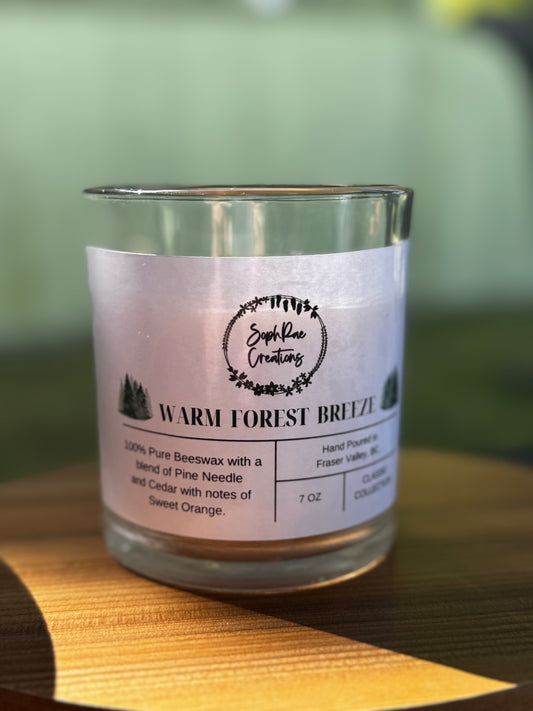 SophRae
Creations
WARM FOREST BREEZE
100% Pure Beeswax with a
blend of Pine Needle
and Cedar with notes of
Sweet Orange.
Hand Poured in
Fraser Valley, BC
7 OZ
CLASSIC
COLLECTION